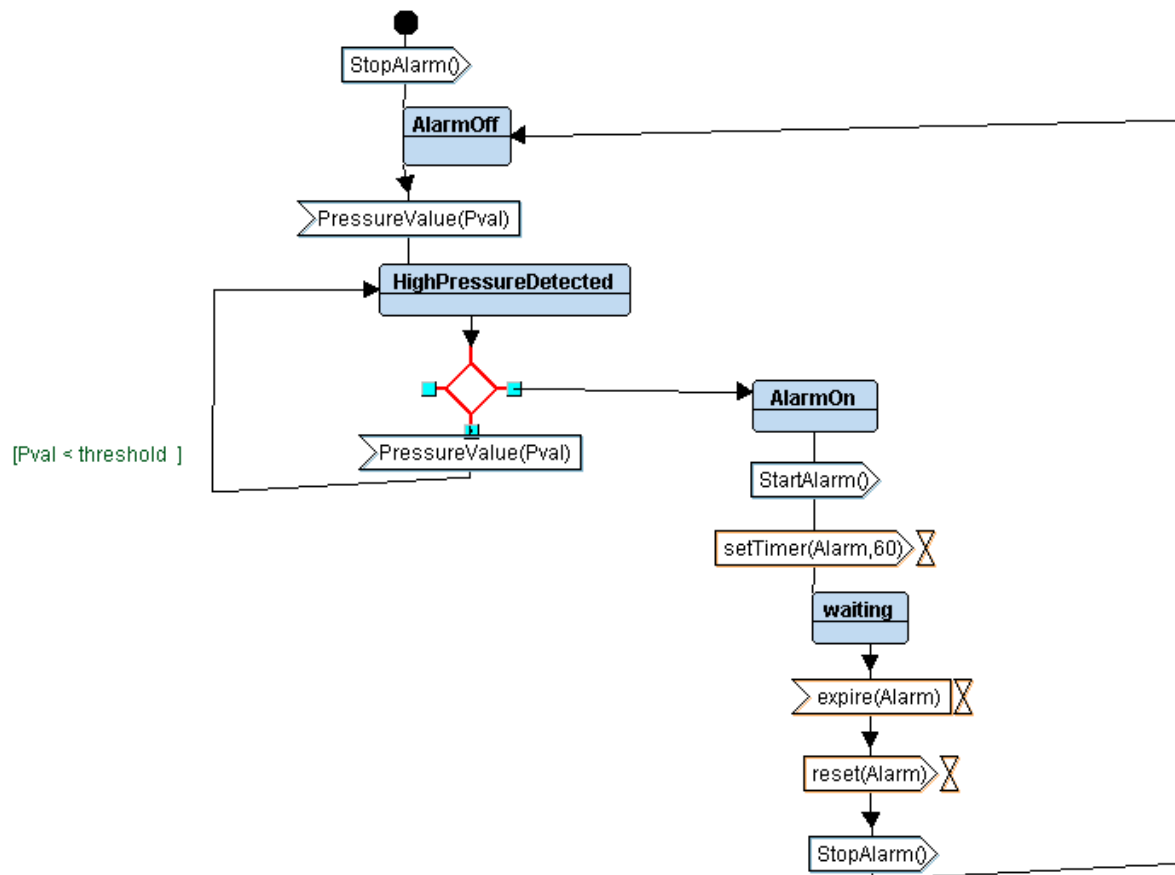 StopAlarm()
AlarmOff
PressureValue(Pval)
HighPressureDetected
AlarmOn
PressureValue(Pval)
[Pval < threshold  ]
StartAlarm()
setTimer(Alarm,60)
waiting
expire(Alarm)
reset(Alarm)
StopAlarm()